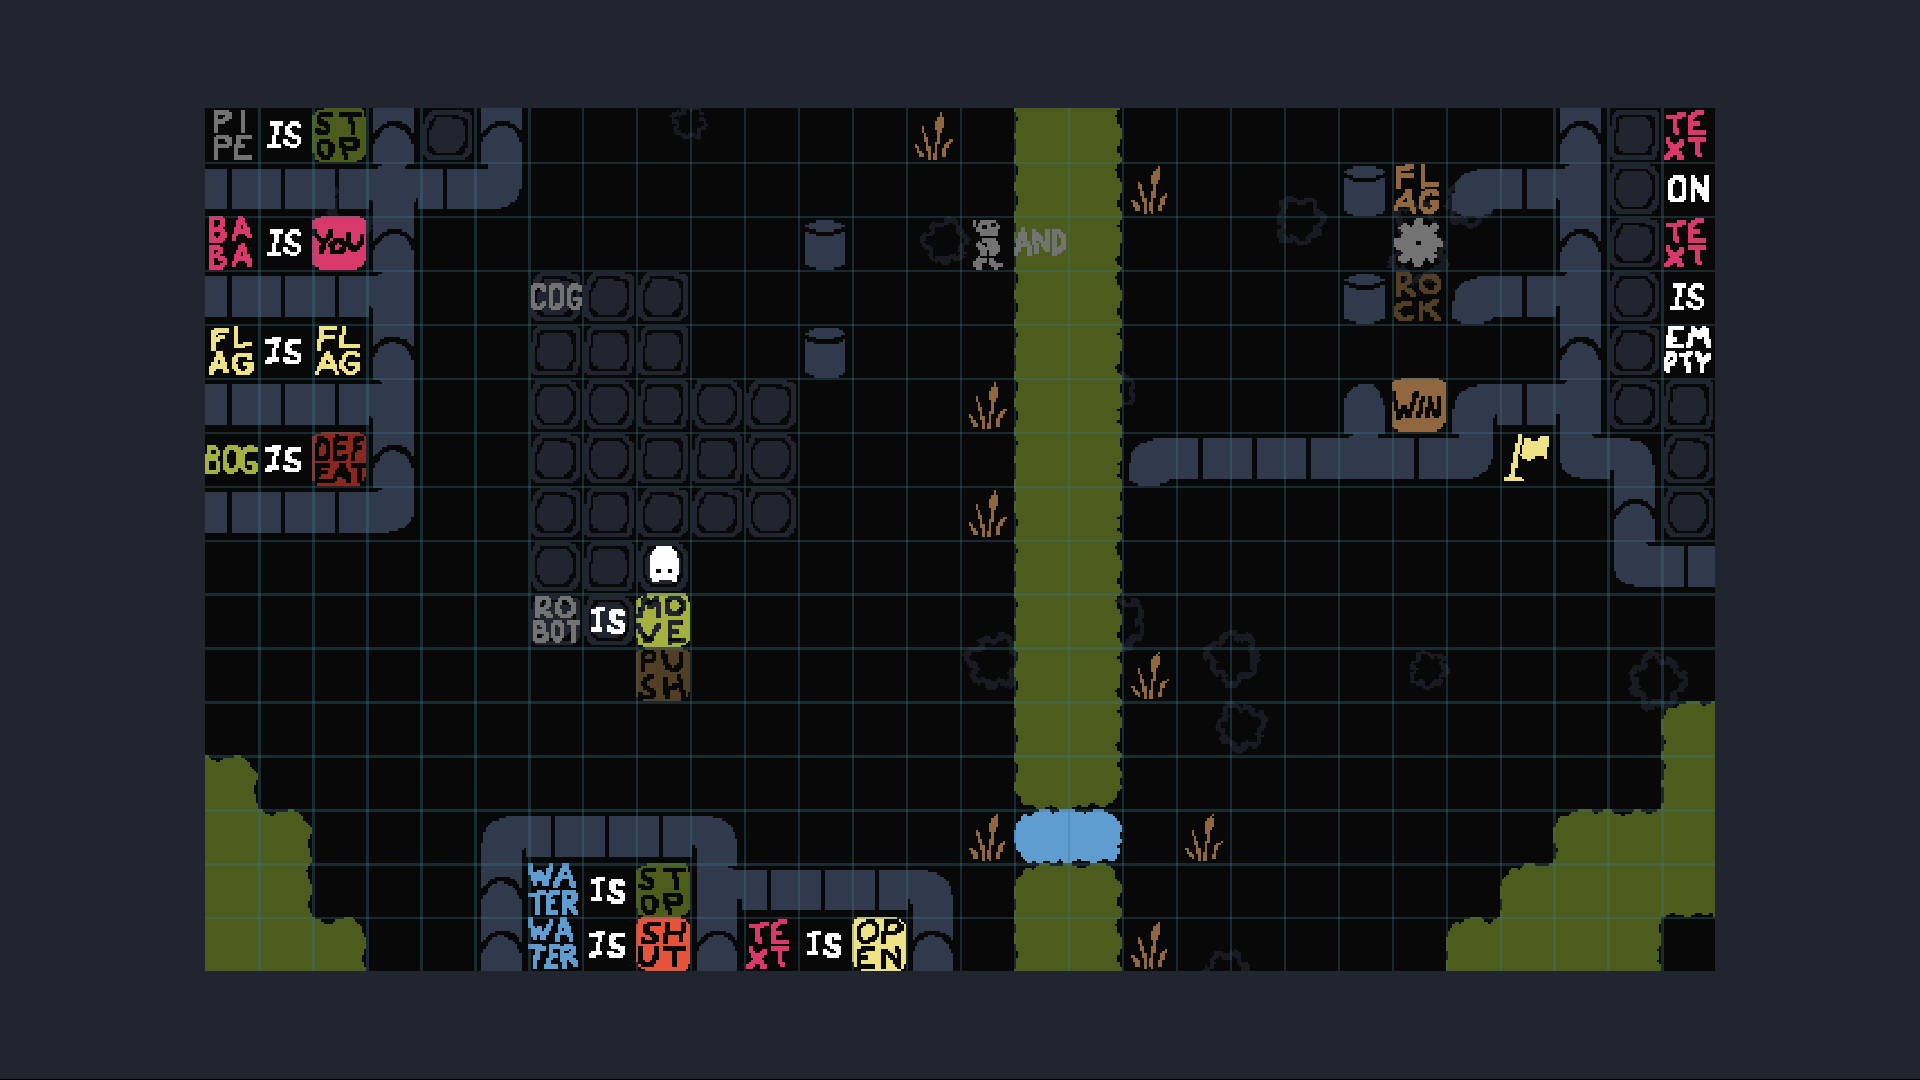 PIPE IS STOP
TEXT
FLAG
ON
BABA IS YOU
AND
TEXT
COG
ROCK
IS
FLAG IS FLAG
EMPTY
WIN
BOG IS DEFEAT
ROBOT IS MOVE
PUSH
WATER IS STOP
WATER IS SHUT
TEXT IS OPEN